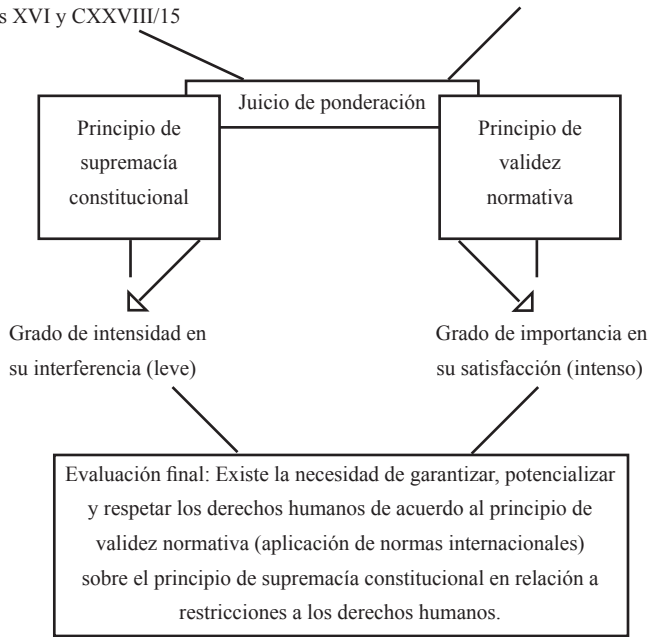 s XVI y CXXVIII/15
Juicio de ponderación
Principio de
supremacía
constitucional
Principio de
validez
normativa
Grado de intensidad en
su interferencia (leve)
Grado de importancia en
su satisfacción (intenso)
Evaluación final: Existe la necesidad de garantizar, potencializar
y respetar los derechos humanos de acuerdo al principio de
validez normativa (aplicación de normas internacionales)
sobre el principio de supremacía constitucional en relación a
restricciones a los derechos humanos.